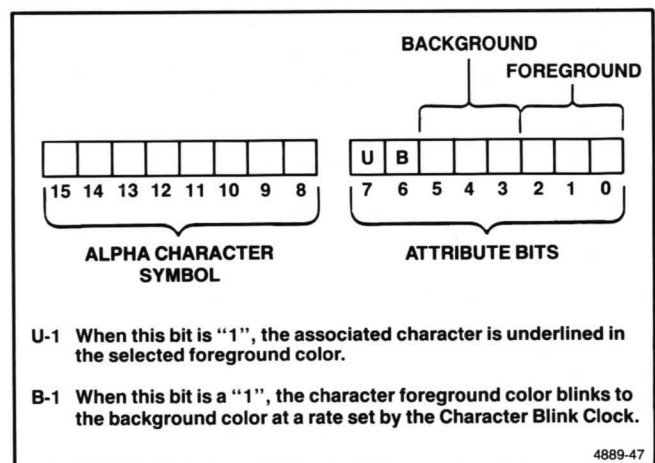 BACKGROUND
FOREGROUND
U B
15 14 13 12 11 10 9 8 7 6 5 4 3 2 1 0
ALPHA CHARACTER SYMBOL
ATTRIBUTE BITS
U-1 When this bit is “1”, the associated character is underlined in
the selected foreground color.
B-1 When this bit is a “1”, the character foreground color blinks to
the background color at a rate set by the Character Blink Clock.
4889-47